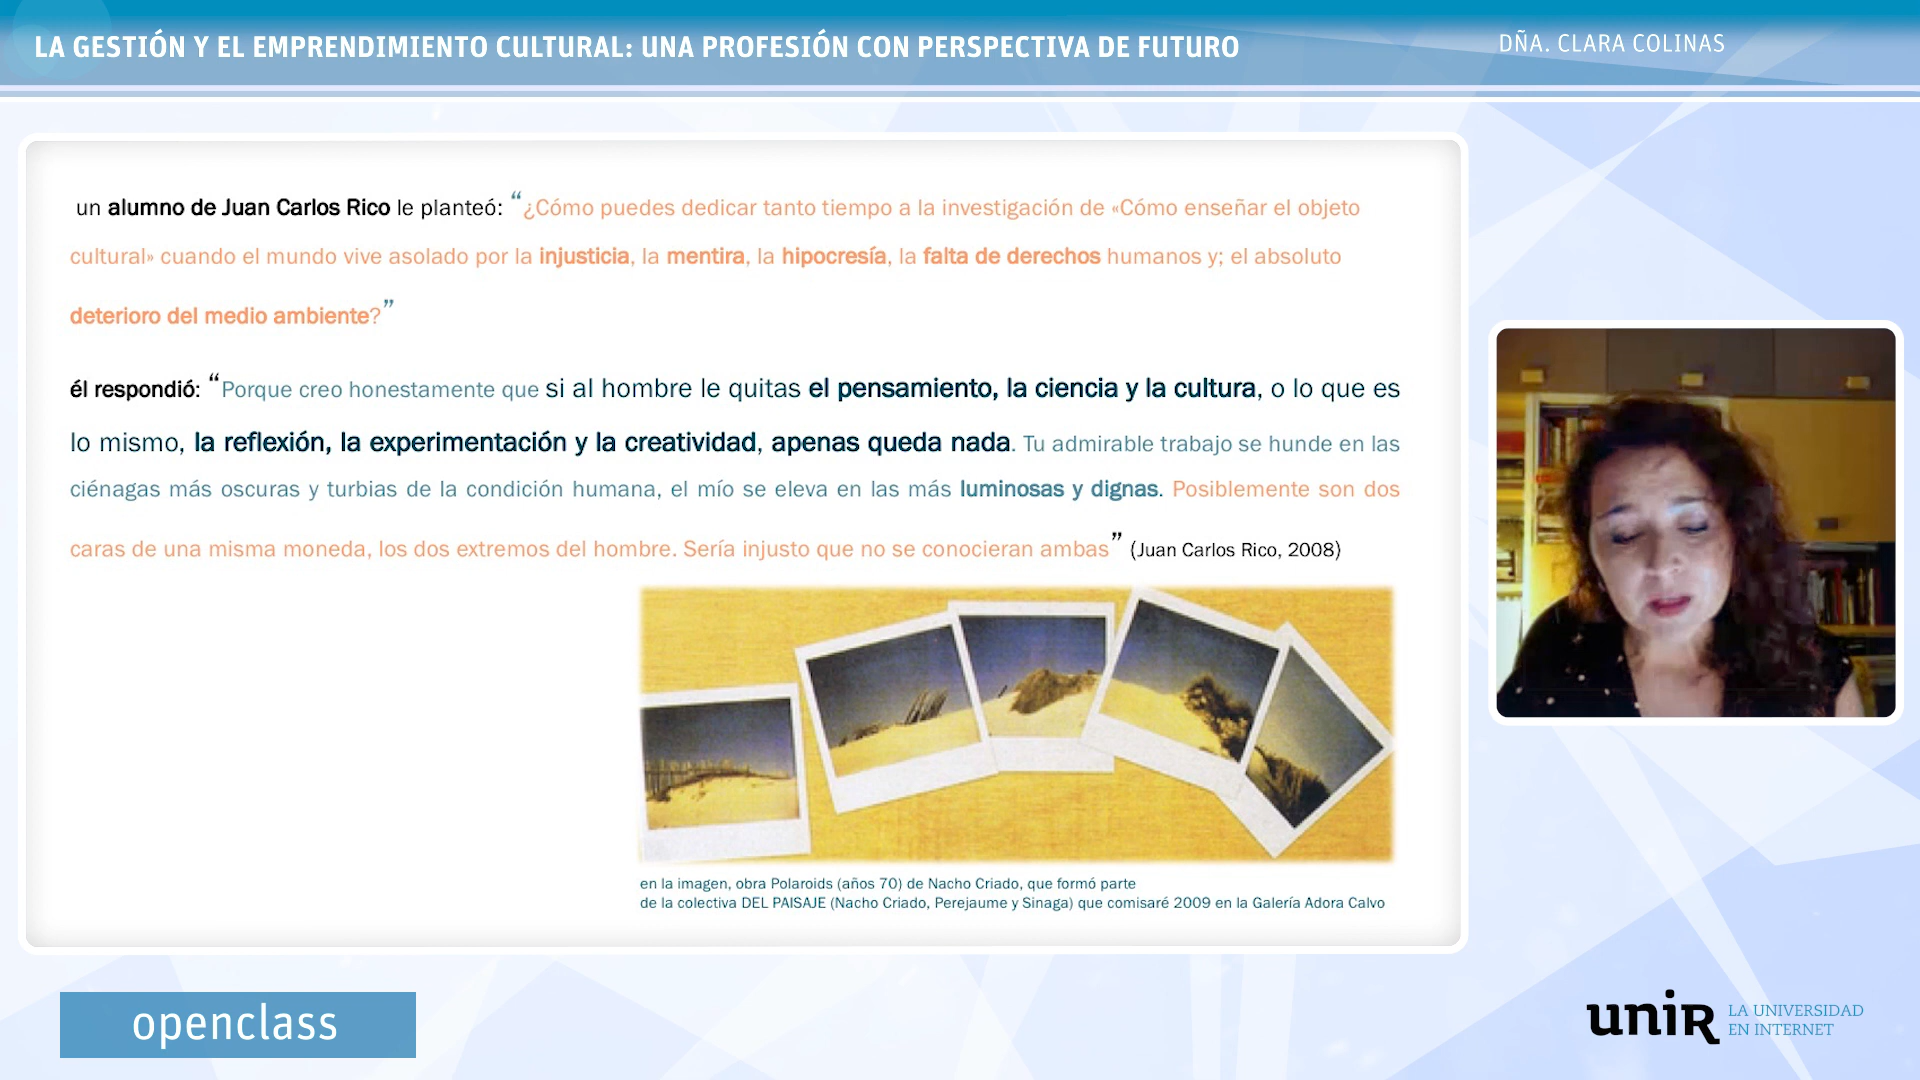 LA GESTIÓN Y EL EMPRENDIMIENTO CULTURAL: UNA PROFESIÓN CON PERSPECTIVA DE FUTURO
DÑA. CLARA COLINAS
un alumno de Juan Carlos Rico le planteó: “¿Cómo puedes dedicar tanto tiempo a la investigación de «Cómo enseñar el objeto
cultural» cuando el mundo vive asolado por la injusticia, la mentira, la hipocresía, la falta de derechos humanos y; el absoluto
deterioro del medio ambiente?”
él respondió: “Porque creo honestamente que si al hombre le quitas el pensamiento, la ciencia y la cultura, o lo que es
lo mismo, la reflexión, la experimentación y la creatividad, apenas queda nada. Tu admirable trabajo se hunde en las
ciénagas más oscuras y turbias de la condición humana, el mío se eleva en las más luminosas y dignas. Posiblemente son dos
caras de una misma moneda, los dos extremos del hombre. Sería injusto que no se conocieran ambas” (Juan Carlos Rico, 2008)
en la imagen, obra Polaroids (años 70) de Nacho Criado, que formó parte
de la colectiva DEL PAISAJE (Nacho Criado, Perejaume y Sinaga) que comisaré 2009 en la Galería Adora Calvo
openclass
unir
LA UNIVERSIDAD
EN INTERNET